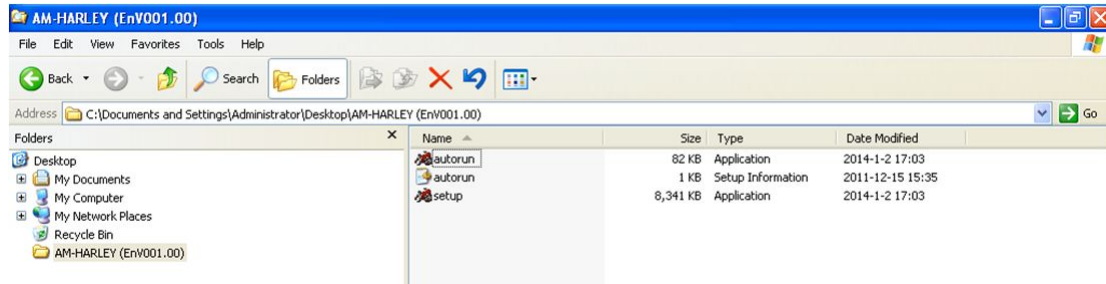 AM-HARLEY (EnV001.00)
File Edit View Favorites Tools Help
Back Search Folders
Address C:\Documents and Settings\Administrator\Desktop\AM-HARLEY (EnV001.00) Go
Folders Name Size Type Date Modified
Desktop autorun 82 KB Application 2014-1-2 17:03
My Documents autorun 1 KB Setup Information 2011-12-15 15:35
My Computer setup 8,341 KB Application 2014-1-2 17:03
My Network Places
Recycle Bin
AM-HARLEY (EnV001.00)